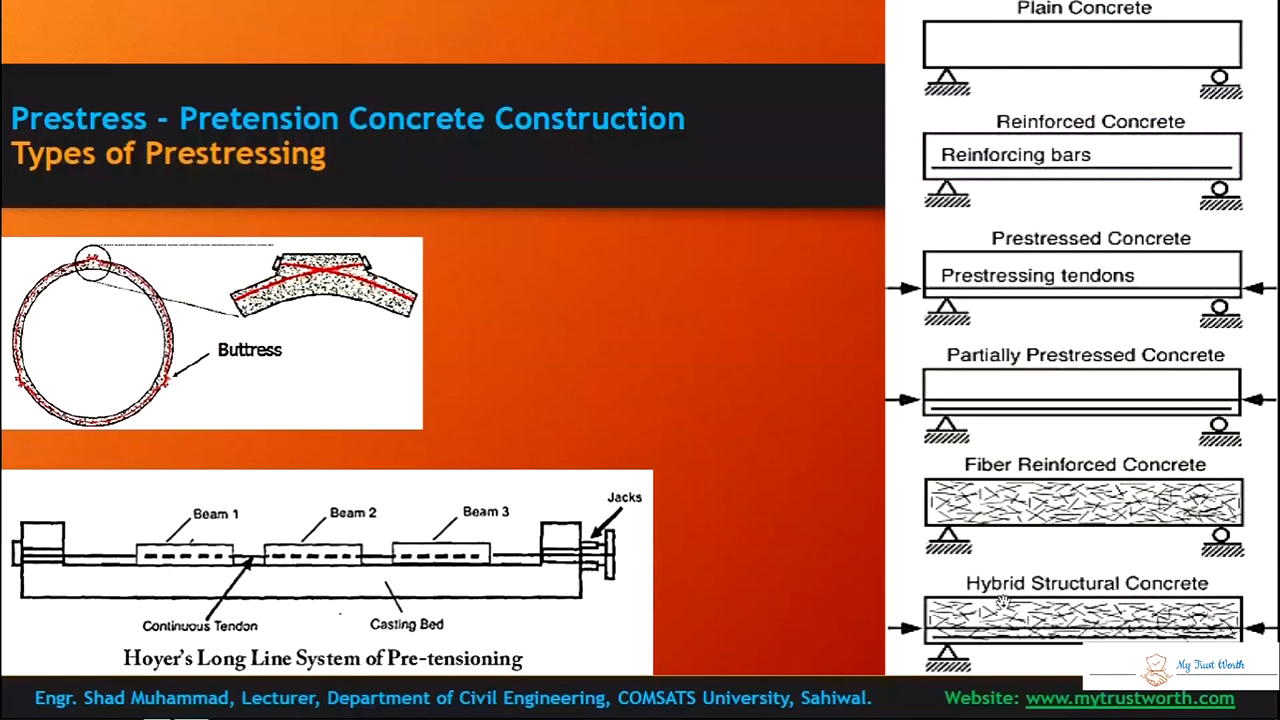 Prestress - Pretension Concrete Construction
Types of Prestressing
Buttress
Beam 1
Beam 2
Beam 3
Jacks
Continuous Tendon
Casting Bed
Hoyer's Long Line System of Pre-tensioning
Plain Concrete
Reinforced Concrete
Reinforcing bars
Prestressed Concrete
Prestressing tendons
Partially Prestressed Concrete
Fiber Reinforced Concrete
Hybrid Structural Concrete
My Trust Worth
Engr. Shad Muhammad, Lecturer, Department of Civil Engineering, COMSATS University, Sahiwal.
Website: www.mytrustworth.com